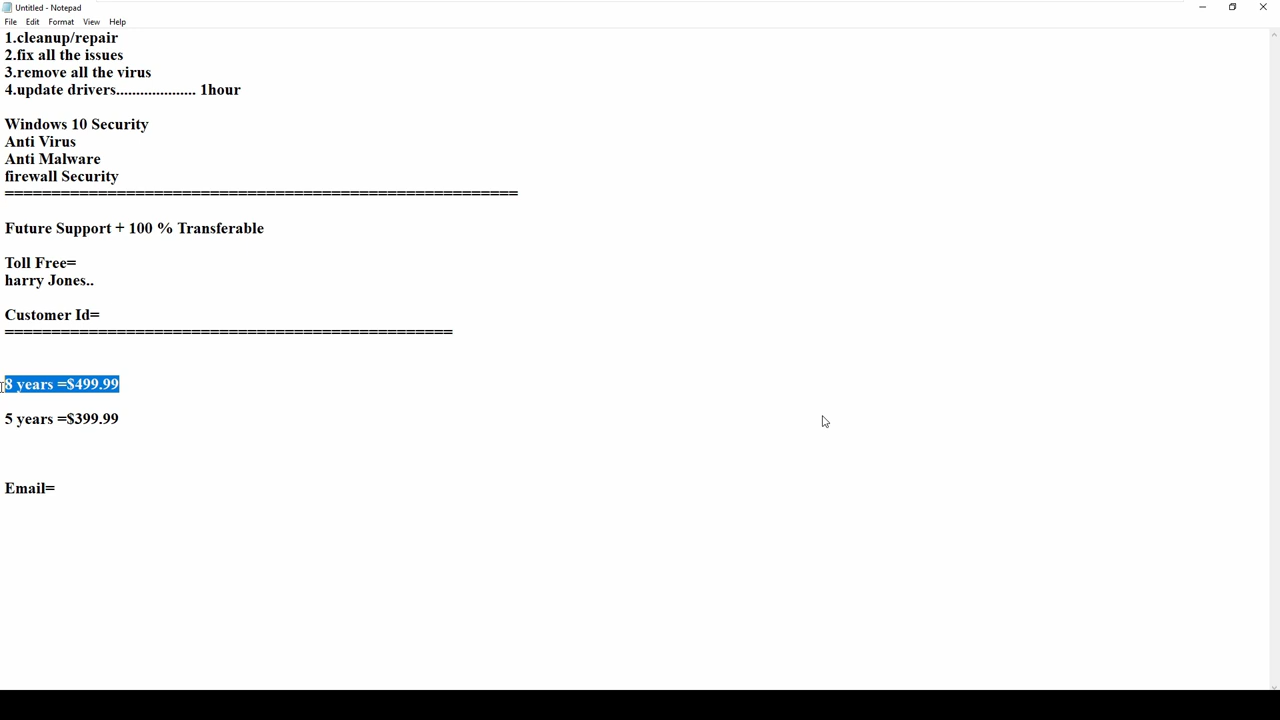 Untitled - Notepad
File Edit Format View Help
1.cleanup/repair
2.fix all the issues
3.remove all the virus
4.update drivers.................... 1hour
Windows 10 Security
Anti Virus
Anti Malware
firewall Security
=======================================================
Future Support + 100 % Transferable
Toll Free=
harry Jones..
Customer Id=
================================================
8 years =$499.99
5 years =$399.99
Email=